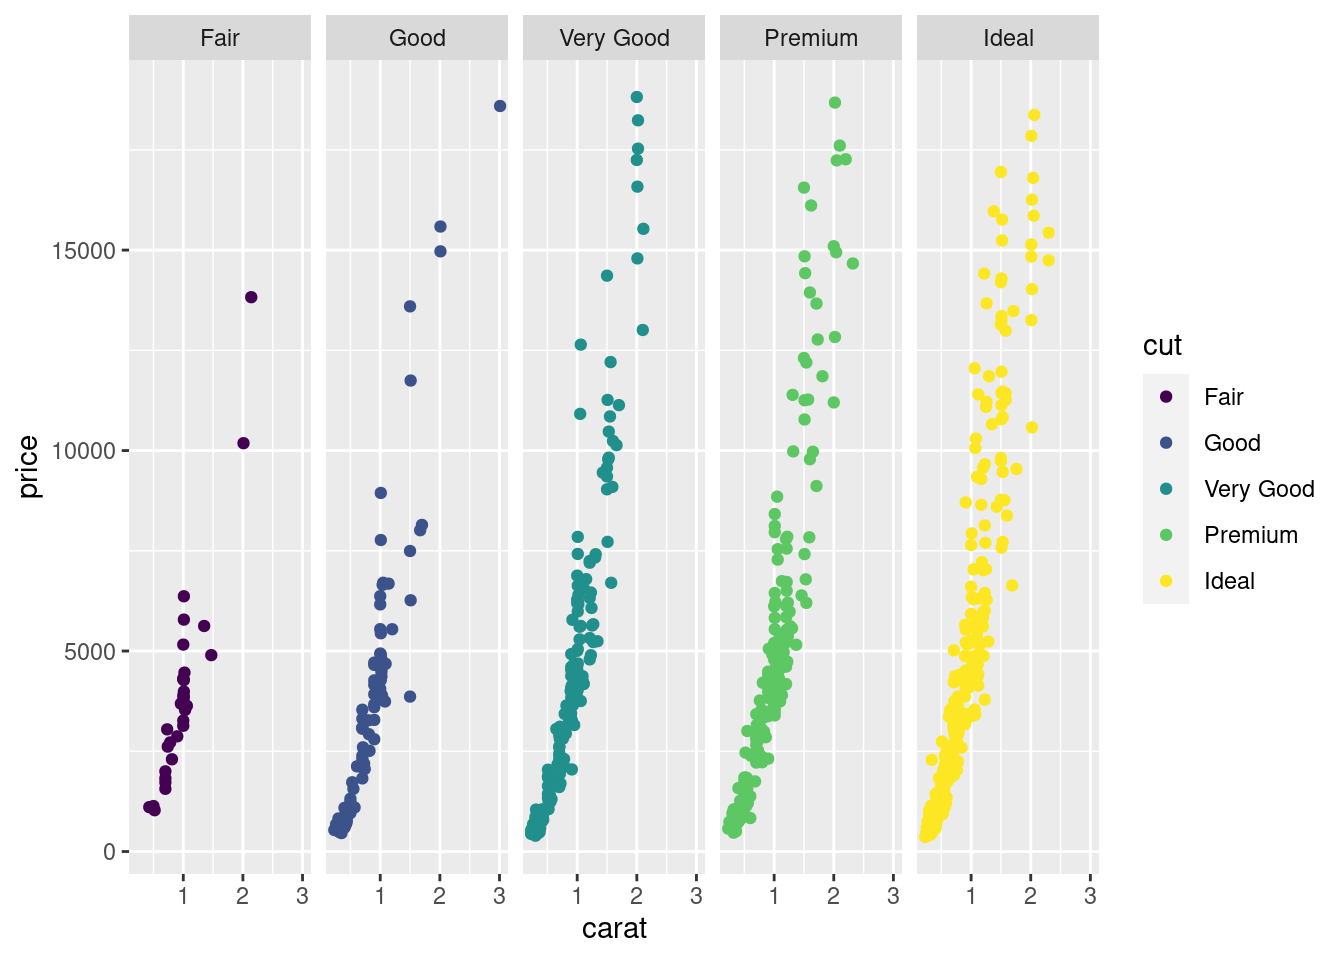 Fair Good Very Good Premium Ideal
15000
10000
5000
0
price
1 2 3 1 2 3 1 2 3 1 2 3 1 2 3
carat
cut
Fair
Good
Very Good
Premium
Ideal